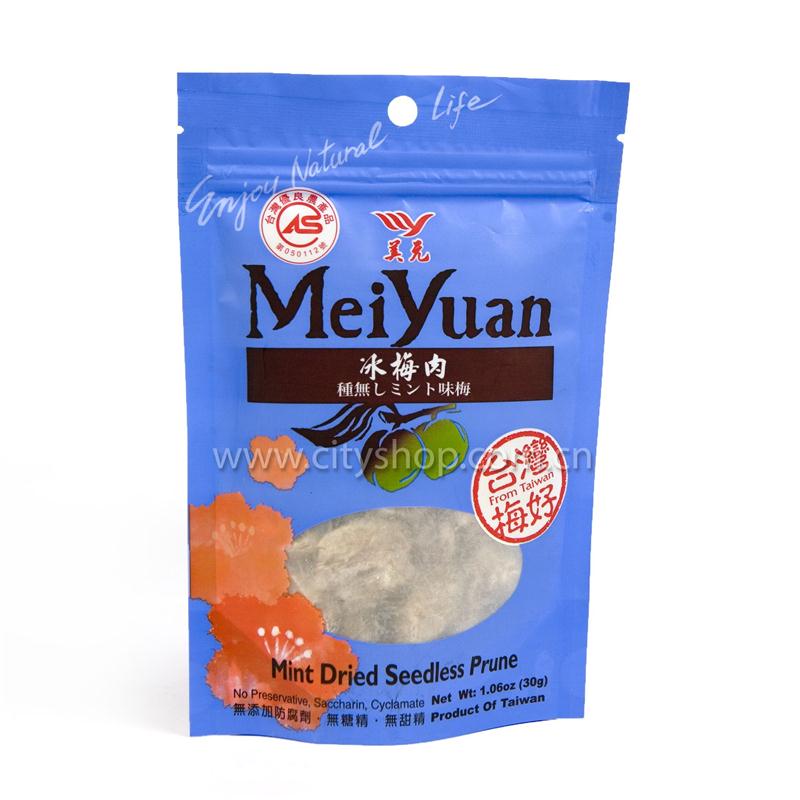 Enjoy Natural Life
台灣優良農產品
CAS
第050112號
美元
MeiYuan
冰梅肉
種無しミント味梅
www.cityshop.com.cn
台灣
From Taiwan
梅好
Mint Dried Seedless Prune
No Preservative, Saccharin, Cyclamate
Net Wt: 1.06oz (30g)
無添加防腐劑·無糖精·無甜精
Product Of Taiwan